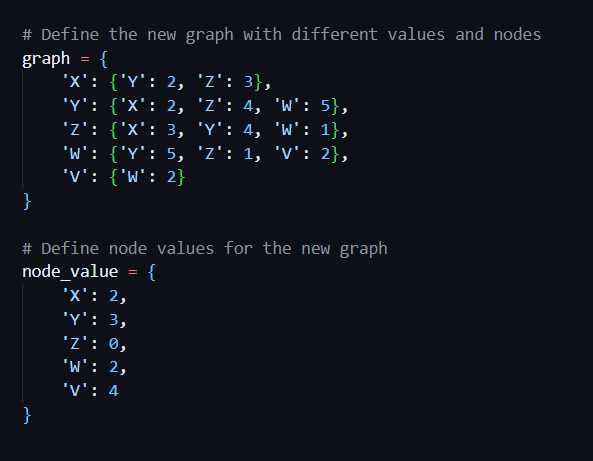 # Define the new graph with different values and nodes
graph = {
    'X': {'Y': 2, 'Z': 3},
    'Y': {'X': 2, 'Z': 4, 'W': 5},
    'Z': {'X': 3, 'Y': 4, 'W': 1},
    'W': {'Y': 5, 'Z': 1, 'V': 2},
    'V': {'W': 2}
}

# Define node values for the new graph
node_value = {
    'X': 2,
    'Y': 3,
    'Z': 0,
    'W': 2,
    'V': 4
}